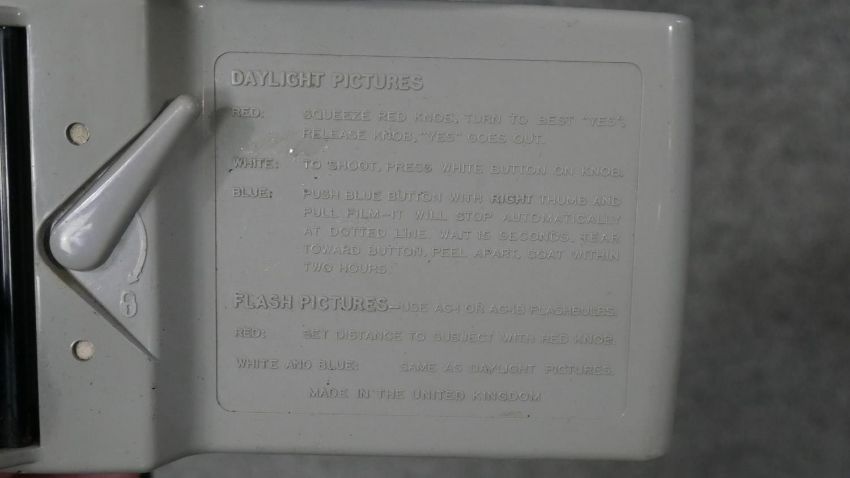 DAYLIGHT PICTURES
RED: SQUEEZE RED KNOB, TURN TO BEST "YES",
RELEASE KNOB, "YES" GOES OUT.
WHITE: TO SHOOT, PRESS WHITE BUTTON ON KNOB.
BLUE: PUSH BLUE BUTTON WITH RIGHT THUMB AND
PULL FILM—IT WILL STOP AUTOMATICALLY
AT DOTTED LINE. WAIT 15 SECONDS. TEAR
TOWARD BUTTON, PEEL APART, COAT WITHIN
TWO HOURS.
FLASH PICTURES—USE AG-1 OR AG-1B FLASHBULBS.
RED: SET DISTANCE TO SUBJECT WITH RED KNOB.
WHITE AND BLUE: SAME AS DAYLIGHT PICTURES.
MADE IN THE UNITED KINGDOM